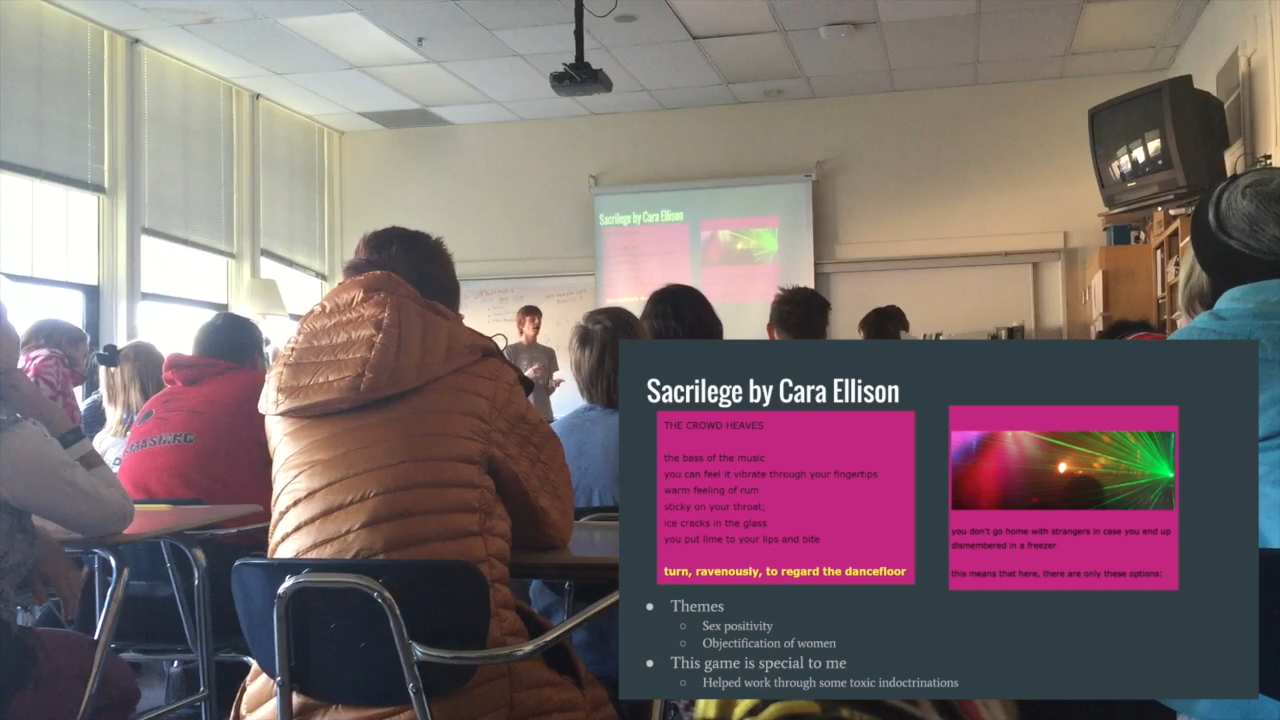 Sacrilege by Cara Ellison
SMASHING
Sacrilege by Cara Ellison
THE CROWD HEAVES
the bass of the music
you can feel it vibrate through your fingertips
warm feeling of rum
sticky on your throat;
ice cracks in the glass
you put lime to your lips and bite
turn, ravenously, to regard the dancefloor
you don't go home with strangers in case you end up
dismembered in a freezer
this means that here, there are only these options:
● Themes
○ Sex positivity
○ Objectification of women
● This game is special to me
○ Helped work through some toxic indoctrinations